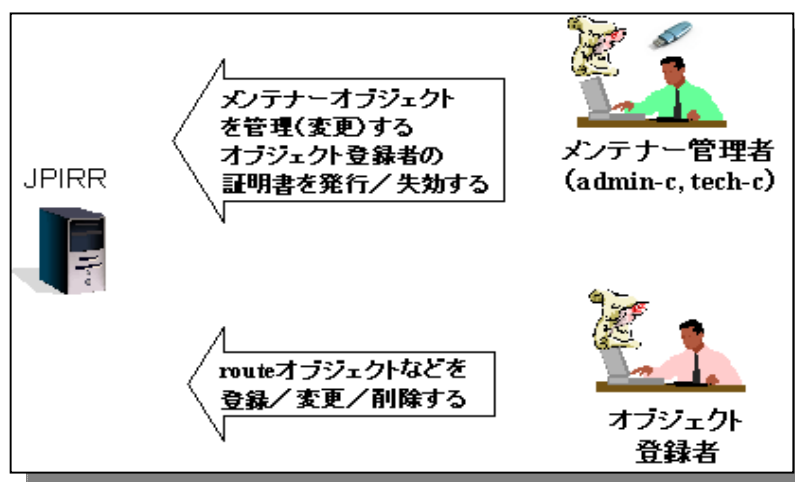 メンテナーオブジェクト
を管理(変更)する
オブジェクト登録者の
証明書を発行／失効する
メンテナー管理者
(admin-c, tech-c)
JPIRR
routeオブジェクトなどを
登録／変更／削除する
オブジェクト
登録者